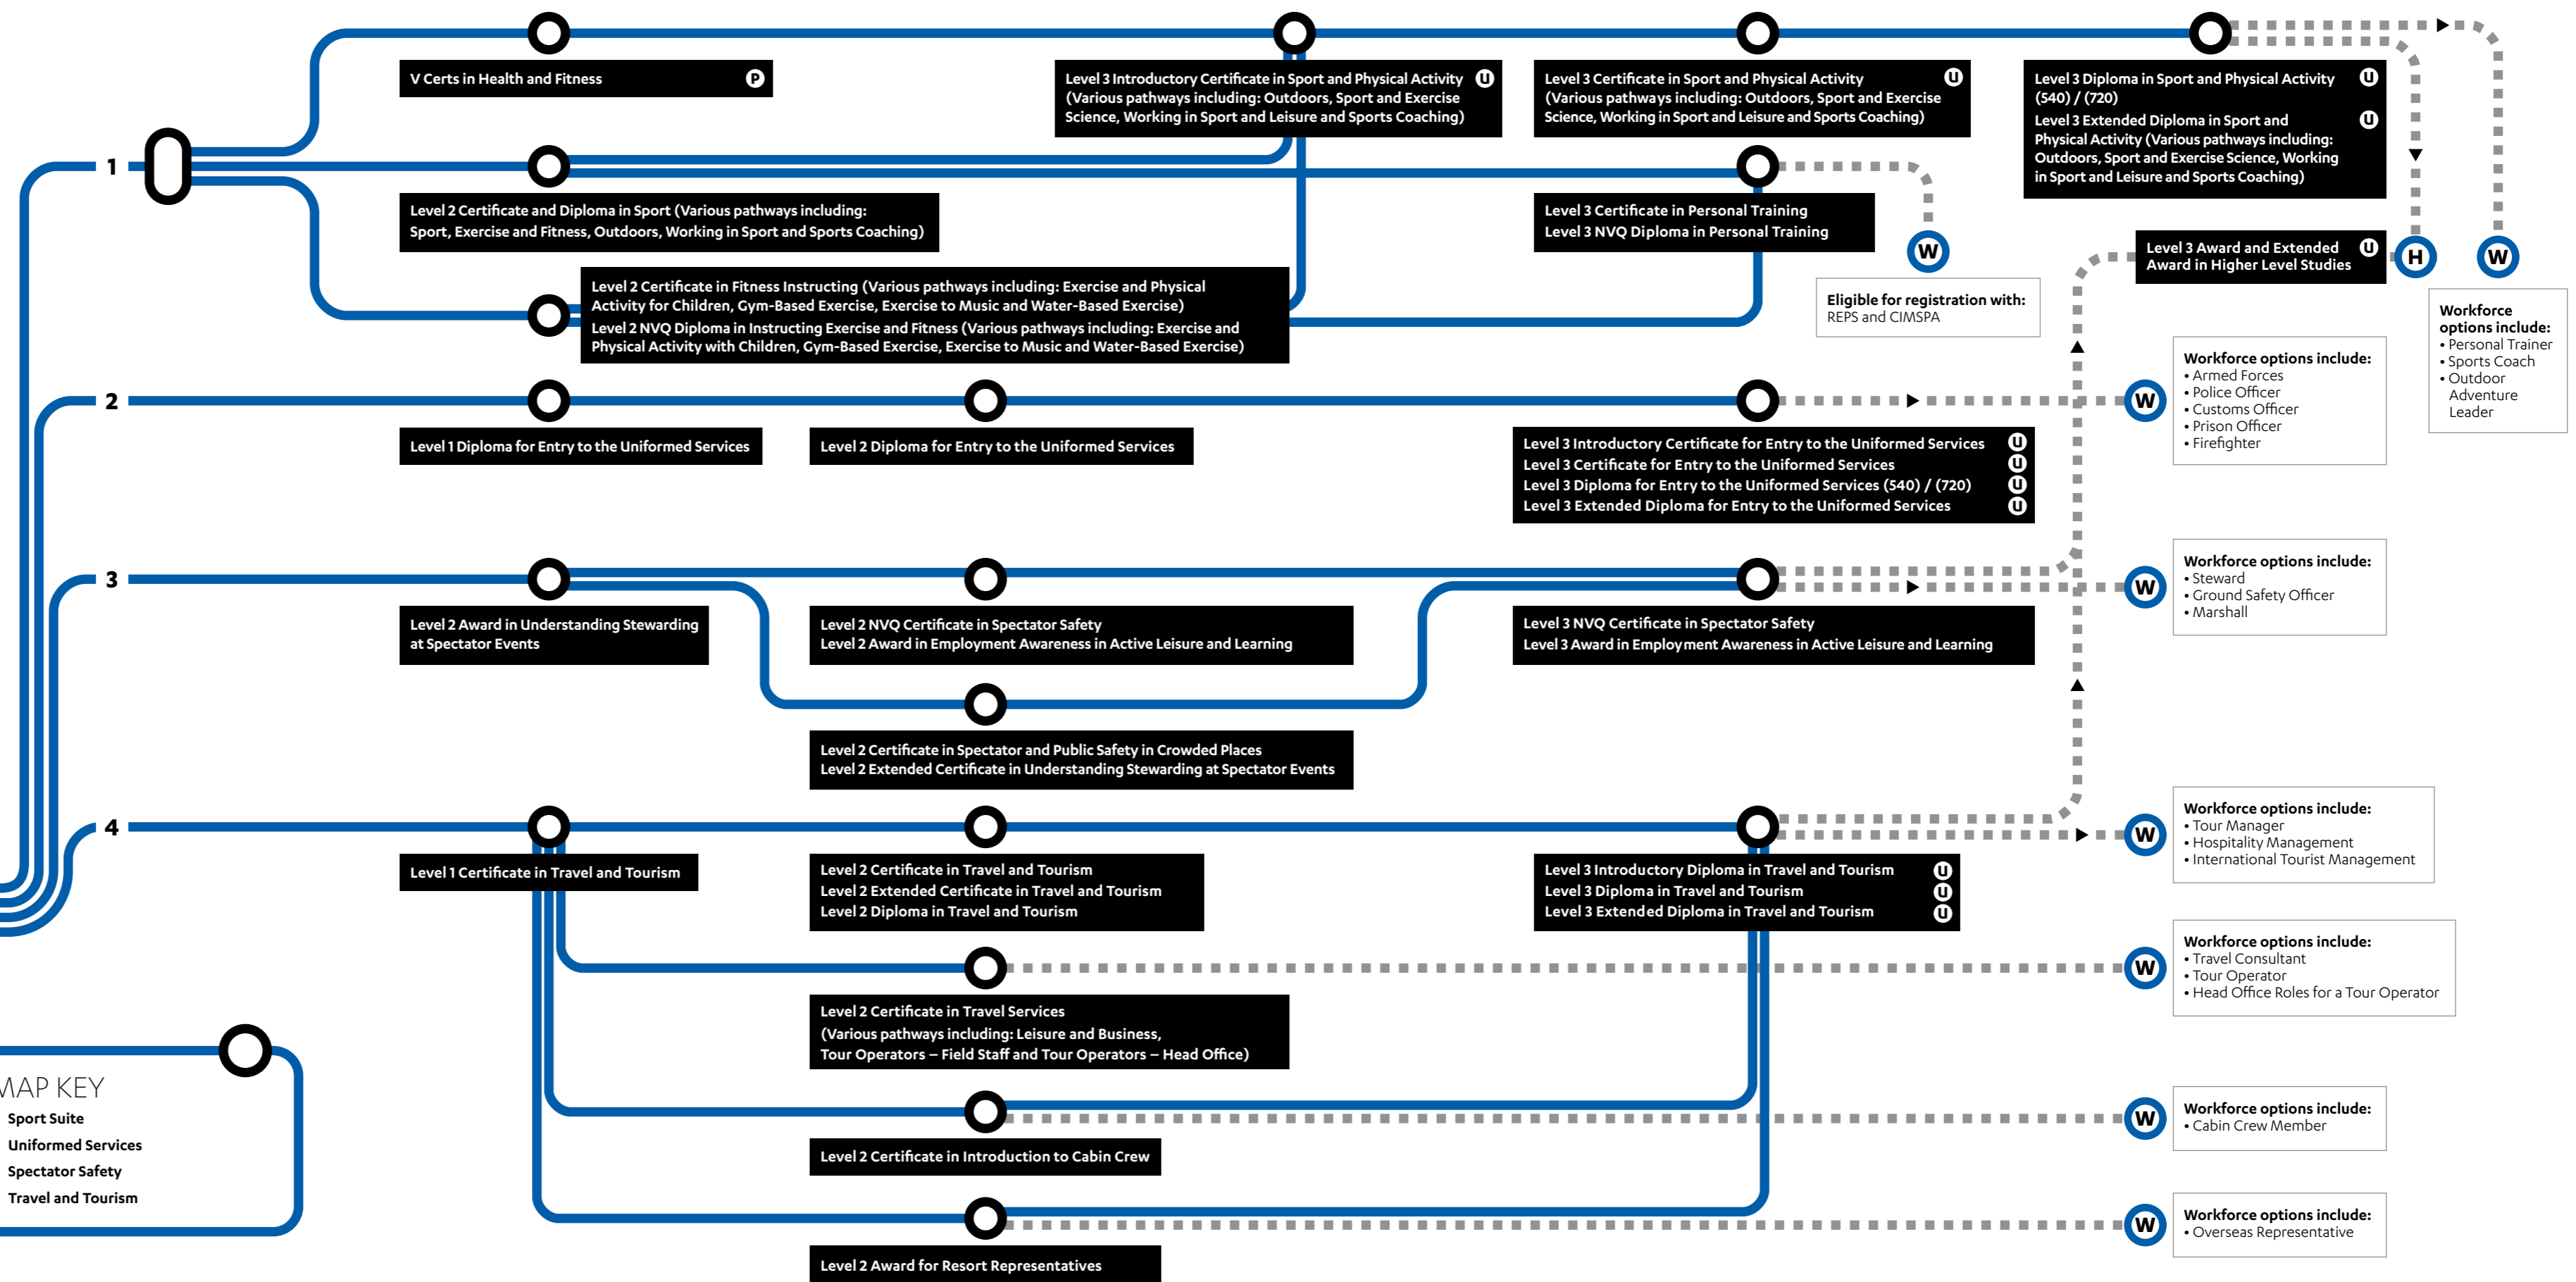 V Certs in Health and Fitness P
Level 3 Introductory Certificate in Sport and Physical Activity U
(Various pathways including: Outdoors, Sport and Exercise
Science, Working in Sport and Leisure and Sports Coaching)
Level 3 Certificate in Sport and Physical Activity U
(Various pathways including: Outdoors, Sport and Exercise
Science, Working in Sport and Leisure and Sports Coaching)
Level 3 Diploma in Sport and Physical Activity U
(540) / (720)
Level 3 Extended Diploma in Sport and U
Physical Activity (Various pathways including:
Outdoors, Sport and Exercise Science, Working
in Sport and Leisure and Sports Coaching)
1
Level 2 Certificate and Diploma in Sport (Various pathways including:
Sport, Exercise and Fitness, Outdoors, Working in Sport and Sports Coaching)
Level 3 Certificate in Personal Training
Level 3 NVQ Diploma in Personal Training
W
Eligible for registration with:
REPS and CIMSPA
Level 3 Award and Extended U
Award in Higher Level Studies
H
W
Workforce
options include:
• Personal Trainer
• Sports Coach
• Outdoor
Adventure
Leader
Level 2 Certificate in Fitness Instructing (Various pathways including: Exercise and Physical
Activity for Children, Gym-Based Exercise, Exercise to Music and Water-Based Exercise)
Level 2 NVQ Diploma in Instructing Exercise and Fitness (Various pathways including: Exercise and
Physical Activity with Children, Gym-Based Exercise, Exercise to Music and Water-Based Exercise)
2
Level 1 Diploma for Entry to the Uniformed Services
Level 2 Diploma for Entry to the Uniformed Services
Level 3 Introductory Certificate for Entry to the Uniformed Services U
Level 3 Certificate for Entry to the Uniformed Services U
Level 3 Diploma for Entry to the Uniformed Services (540) / (720) U
Level 3 Extended Diploma for Entry to the Uniformed Services U
W
Workforce options include:
• Armed Forces
• Police Officer
• Customs Officer
• Prison Officer
• Firefighter
3
Level 2 Award in Understanding Stewarding
at Spectator Events
Level 2 NVQ Certificate in Spectator Safety
Level 2 Award in Employment Awareness in Active Leisure and Learning
Level 3 NVQ Certificate in Spectator Safety
Level 3 Award in Employment Awareness in Active Leisure and Learning
W
Workforce options include:
• Steward
• Ground Safety Officer
• Marshall
Level 2 Certificate in Spectator and Public Safety in Crowded Places
Level 2 Extended Certificate in Understanding Stewarding at Spectator Events
4
Level 1 Certificate in Travel and Tourism
Level 2 Certificate in Travel and Tourism
Level 2 Extended Certificate in Travel and Tourism
Level 2 Diploma in Travel and Tourism
Level 3 Introductory Diploma in Travel and Tourism U
Level 3 Diploma in Travel and Tourism U
Level 3 Extended Diploma in Travel and Tourism U
W
Workforce options include:
• Tour Manager
• Hospitality Management
• International Tourist Management
Level 2 Certificate in Travel Services
(Various pathways including: Leisure and Business,
Tour Operators – Field Staff and Tour Operators – Head Office)
W
Workforce options include:
• Travel Consultant
• Tour Operator
• Head Office Roles for a Tour Operator
Level 2 Certificate in Introduction to Cabin Crew
W
Workforce options include:
• Cabin Crew Member
Level 2 Award for Resort Representatives
W
Workforce options include:
• Overseas Representative
MAP KEY
Sport Suite
Uniformed Services
Spectator Safety
Travel and Tourism